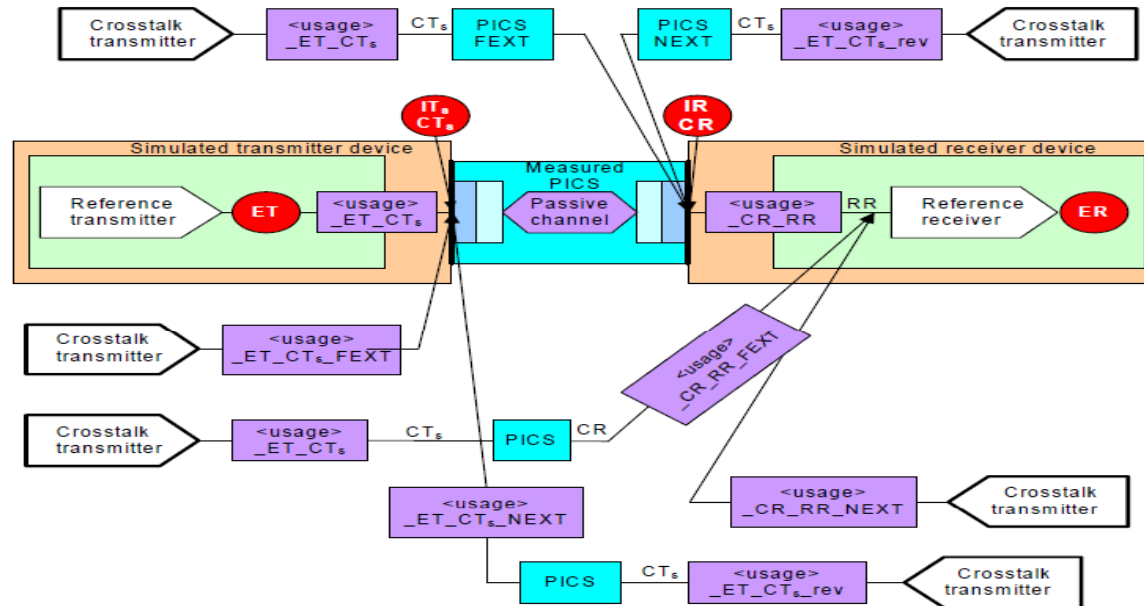 Crosstalk
transmitter
<usage>
_ET_CTₛ
CTₛ
PICS
FEXT
PICS
NEXT
CTₛ
<usage>
_ET_CTₛ_rev
Crosstalk
transmitter
ITₛ
CTₛ
IR
CR
Simulated transmitter device
Measured
PICS
Simulated receiver device
Reference
transmitter
ET
<usage>
_ET_CTₛ
Passive
channel
<usage>
_CR_RR
RR
Reference
receiver
ER
Crosstalk
transmitter
<usage>
_ET_CTₛ_FEXT
<usage>
_CR_RR_FEXT
Crosstalk
transmitter
<usage>
_ET_CTₛ
CTₛ
PICS
CR
<usage>
_ET_CTₛ_NEXT
<usage>
_CR_RR_NEXT
Crosstalk
transmitter
PICS
CTₛ
<usage>
_ET_CTₛ_rev
Crosstalk
transmitter